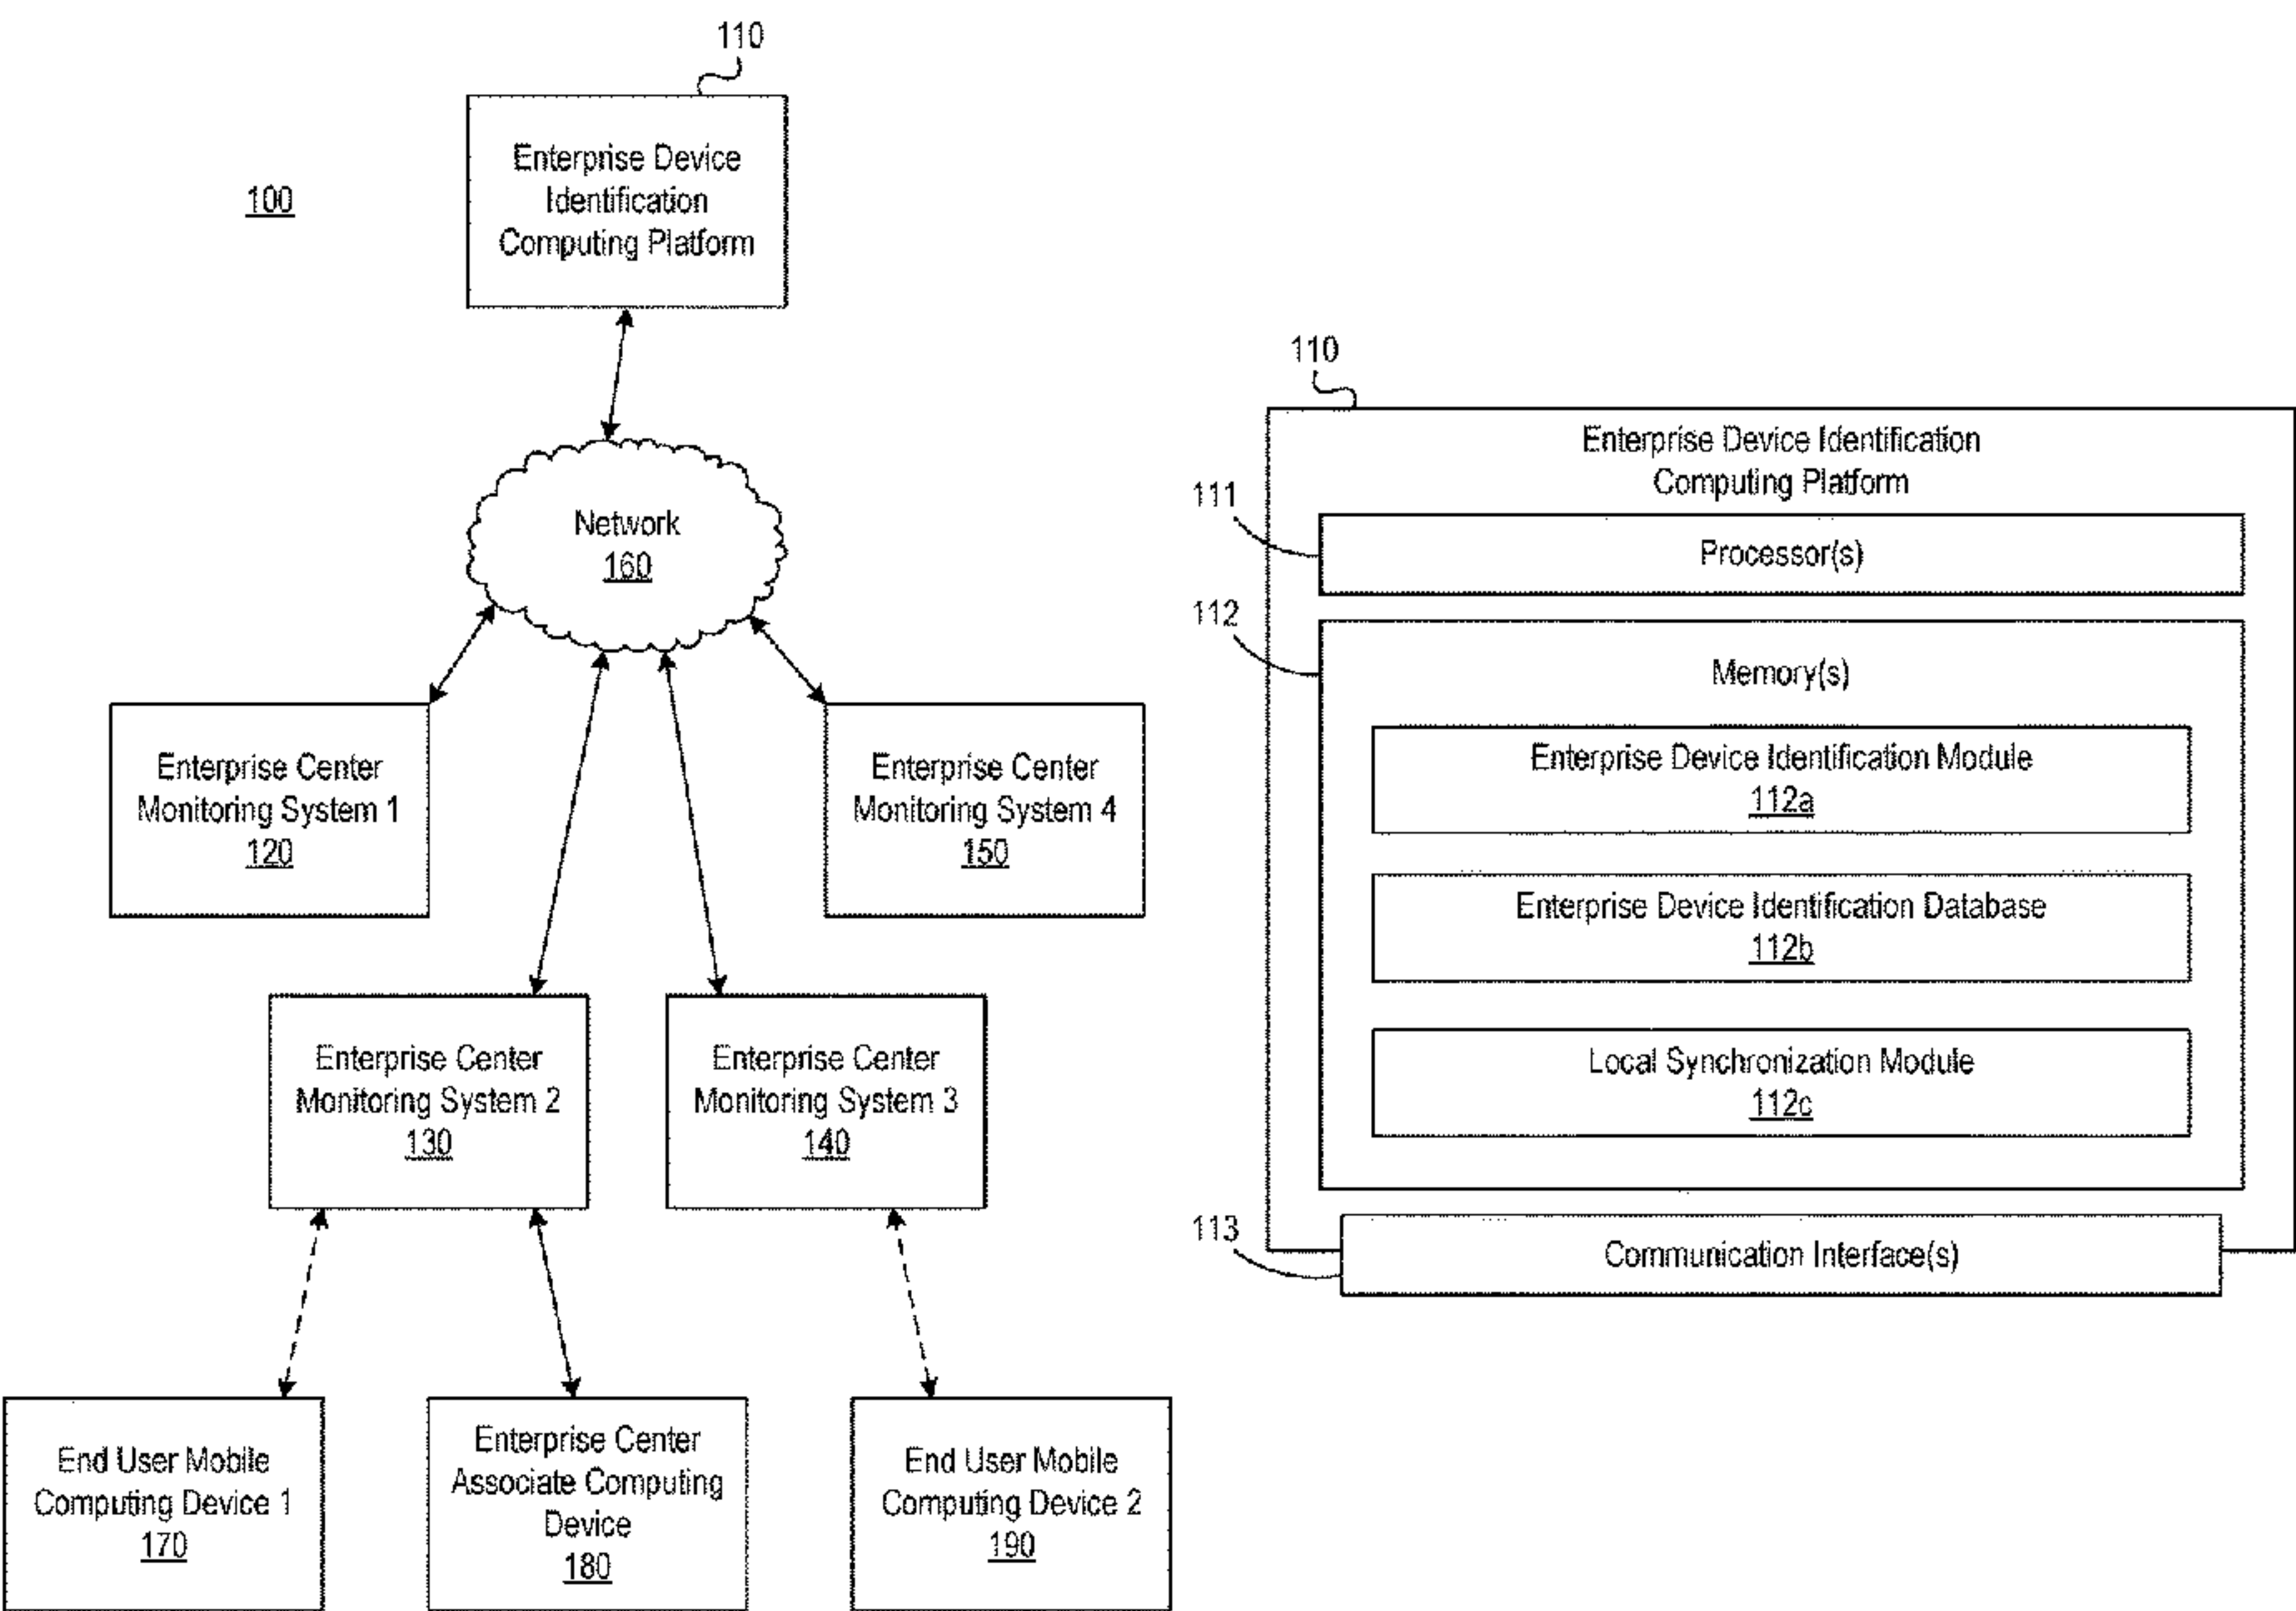 110
Enterprise Device
Identification
Computing Platform
100
Network
160
Enterprise Center
Monitoring System 1
120
Enterprise Center
Monitoring System 4
150
Enterprise Center
Monitoring System 2
130
Enterprise Center
Monitoring System 3
140
End User Mobile
Computing Device 1
170
Enterprise Center
Associate Computing
Device
180
End User Mobile
Computing Device 2
190
110
Enterprise Device Identification
Computing Platform
111
Processor(s)
112
Memory(s)
Enterprise Device Identification Module
112a
Enterprise Device Identification Database
112b
Local Synchronization Module
112c
113
Communication Interface(s)